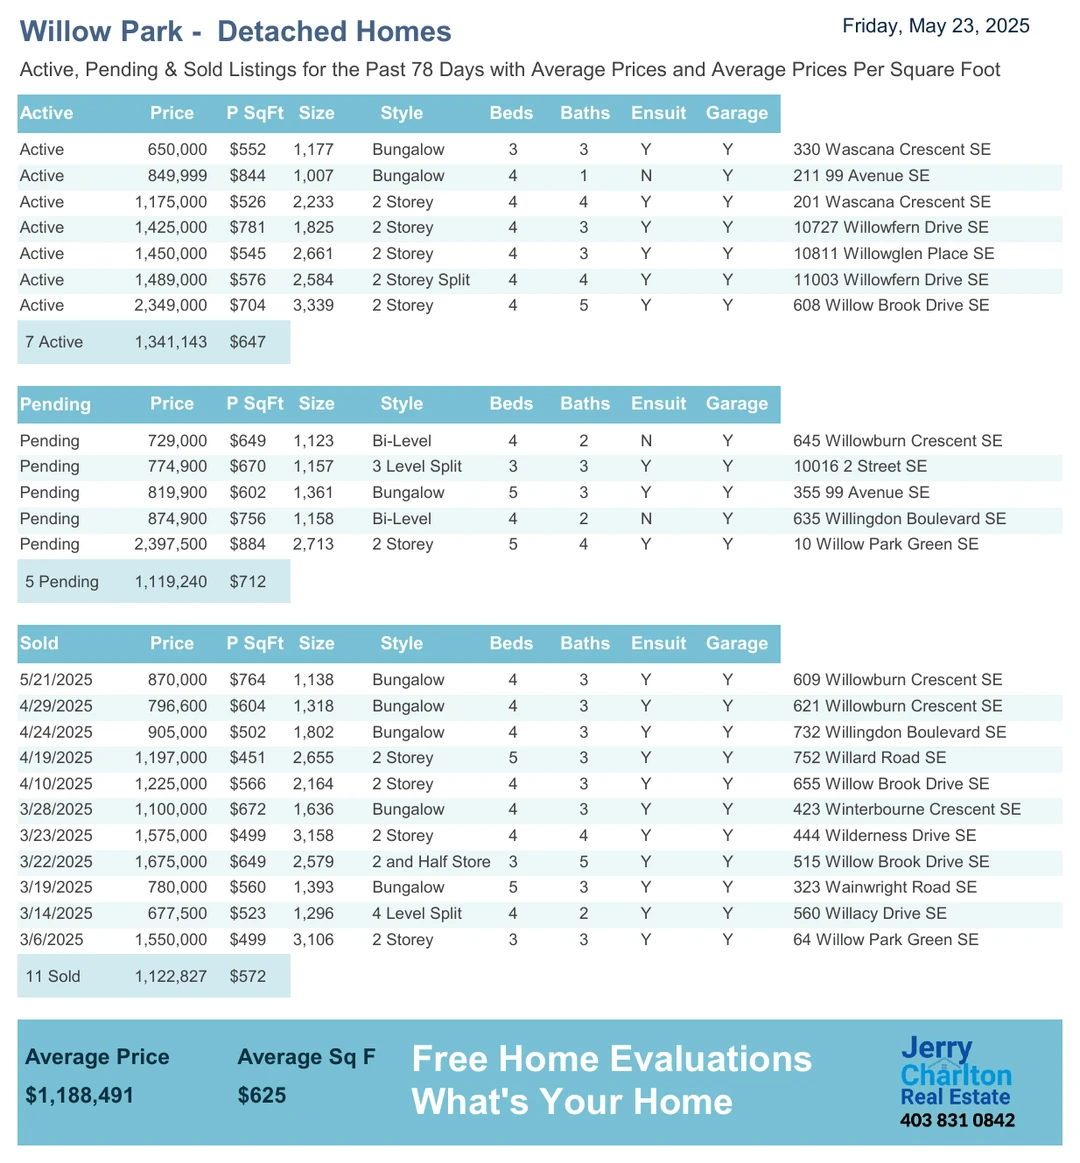 Willow Park - Detached Homes
Friday, May 23, 2025
Active, Pending & Sold Listings for the Past 78 Days with Average Prices and Average Prices Per Square Foot
Active Price P SqFt Size Style Beds Baths Ensuit Garage
Active 650,000 $552 1,177 Bungalow 3 3 Y Y 330 Wascana Crescent SE
Active 849,999 $844 1,007 Bungalow 4 1 N Y 211 99 Avenue SE
Active 1,175,000 $526 2,233 2 Storey 4 4 Y Y 201 Wascana Crescent SE
Active 1,425,000 $781 1,825 2 Storey 4 3 Y Y 10727 Willowfern Drive SE
Active 1,450,000 $545 2,661 2 Storey 4 3 Y Y 10811 Willowglen Place SE
Active 1,489,000 $576 2,584 2 Storey Split 4 4 Y Y 11003 Willowfern Drive SE
Active 2,349,000 $704 3,339 2 Storey 4 5 Y Y 608 Willow Brook Drive SE
7 Active 1,341,143 $647
Pending Price P SqFt Size Style Beds Baths Ensuit Garage
Pending 729,000 $649 1,123 Bi-Level 4 2 N Y 645 Willowburn Crescent SE
Pending 774,900 $670 1,157 3 Level Split 3 3 Y Y 10016 2 Street SE
Pending 819,900 $602 1,361 Bungalow 5 3 Y Y 355 99 Avenue SE
Pending 874,900 $756 1,158 Bi-Level 4 2 N Y 635 Willingdon Boulevard SE
Pending 2,397,500 $884 2,713 2 Storey 5 4 Y Y 10 Willow Park Green SE
5 Pending 1,119,240 $712
Sold Price P SqFt Size Style Beds Baths Ensuit Garage
5/21/2025 870,000 $764 1,138 Bungalow 4 3 Y Y 609 Willowburn Crescent SE
4/29/2025 796,600 $604 1,318 Bungalow 4 3 Y Y 621 Willowburn Crescent SE
4/24/2025 905,000 $502 1,802 Bungalow 4 3 Y Y 732 Willingdon Boulevard SE
4/19/2025 1,197,000 $451 2,655 2 Storey 5 3 Y Y 752 Willard Road SE
4/10/2025 1,225,000 $566 2,164 2 Storey 4 3 Y Y 655 Willow Brook Drive SE
3/28/2025 1,100,000 $672 1,636 Bungalow 4 3 Y Y 423 Winterbourne Crescent SE
3/23/2025 1,575,000 $499 3,158 2 Storey 4 4 Y Y 444 Wilderness Drive SE
3/22/2025 1,675,000 $649 2,579 2 and Half Store 3 5 Y Y 515 Willow Brook Drive SE
3/19/2025 780,000 $560 1,393 Bungalow 5 3 Y Y 323 Wainwright Road SE
3/14/2025 677,500 $523 1,296 4 Level Split 4 2 Y Y 560 Willacy Drive SE
3/6/2025 1,550,000 $499 3,106 2 Storey 3 3 Y Y 64 Willow Park Green SE
11 Sold 1,122,827 $572
Average Price Average Sq F
$1,188,491 $625
Free Home Evaluations
What's Your Home
Jerry
Charlton
Real Estate
403 831 0842